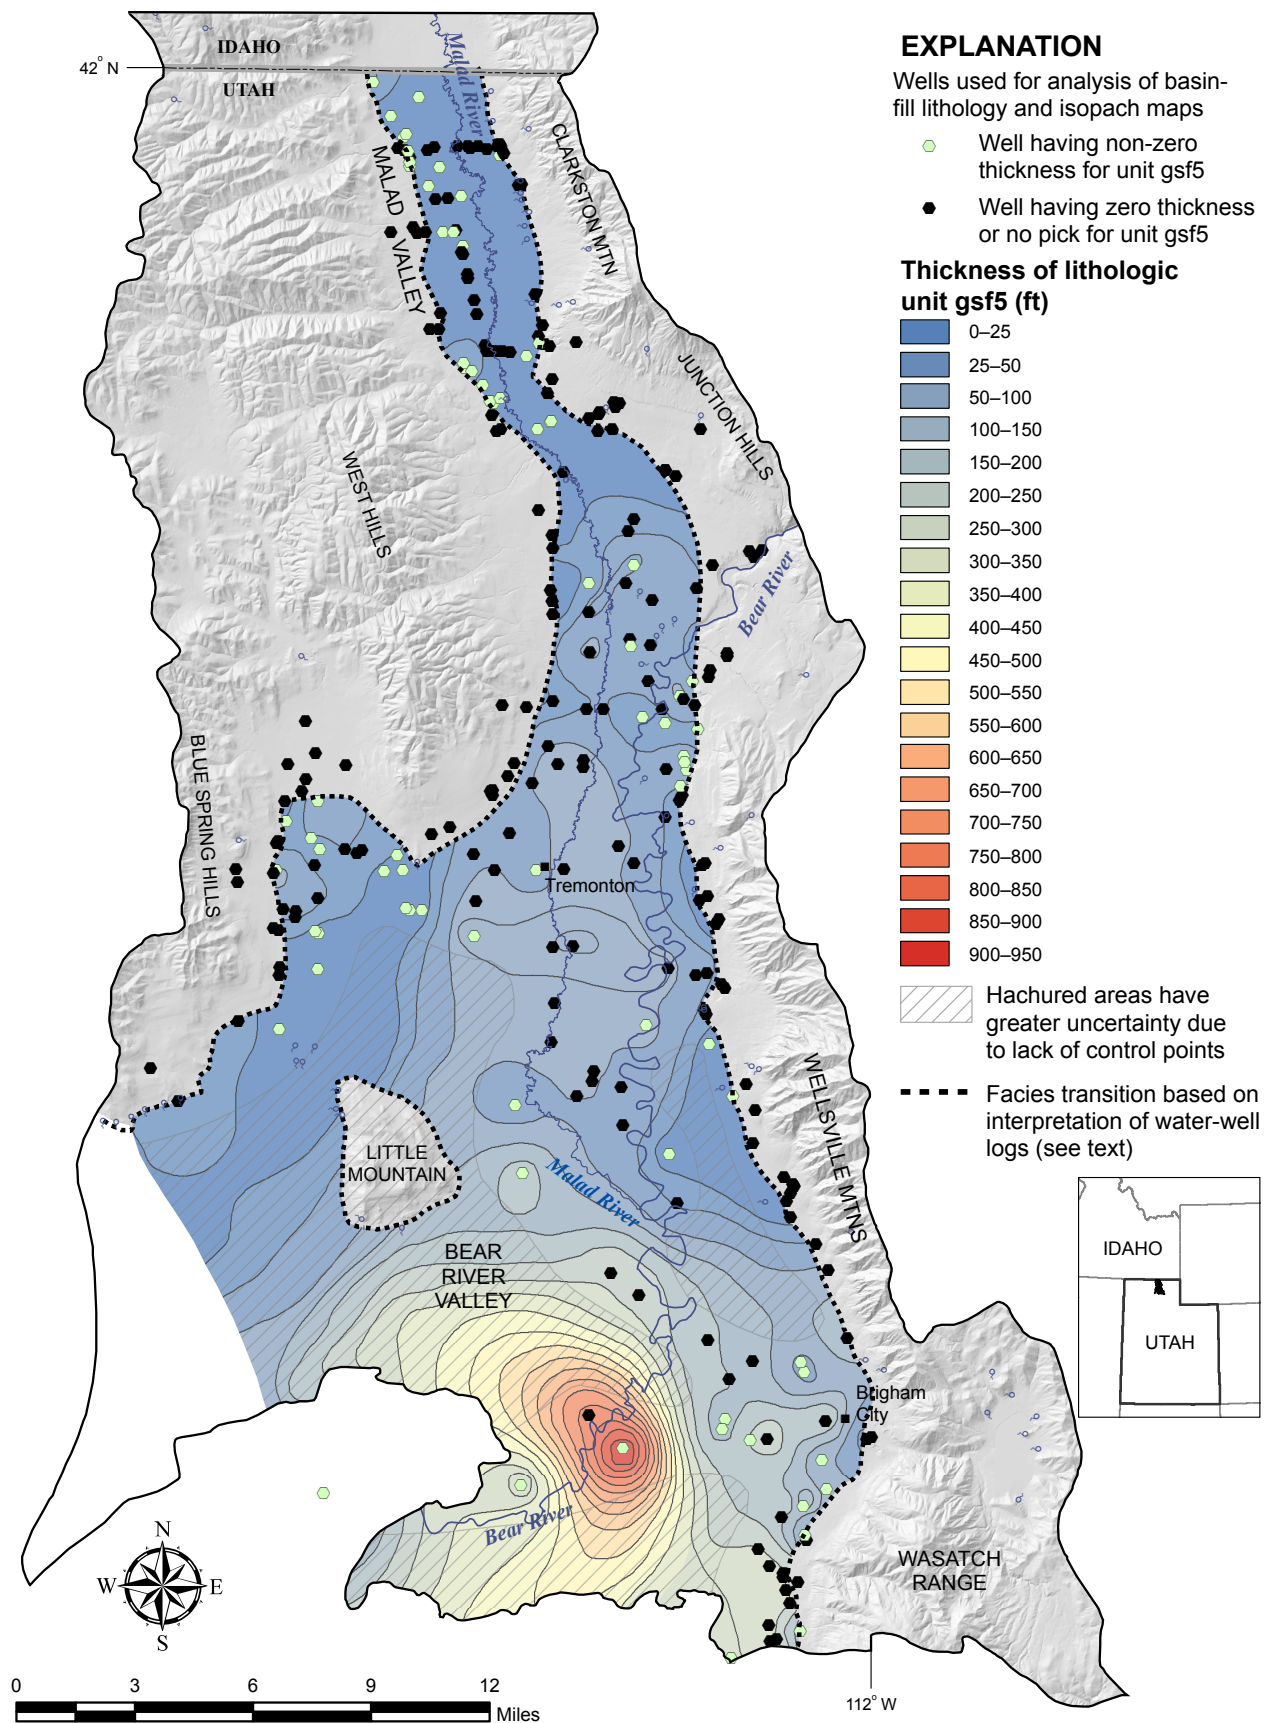 IDAHO
42° N
UTAH
Malad River
CLARKSTON MTN
MALAD VALLEY
JUNCTION HILLS
WEST HILLS
Bear River
BLUE SPRING HILLS
Tremonton
WELLSVILLE MTNS
LITTLE
MOUNTAIN
Malad River
BEAR
RIVER
VALLEY
Brigham
City
Bear River
WASATCH
RANGE
N
W
E
S
0
3
6
9
12
Miles
112° W
EXPLANATION
Wells used for analysis of basin-
fill lithology and isopach maps
Well having non-zero
thickness for unit gsf5
Well having zero thickness
or no pick for unit gsf5
Thickness of lithologic
unit gsf5 (ft)
0–25
25–50
50–100
100–150
150–200
200–250
250–300
300–350
350–400
400–450
450–500
500–550
550–600
600–650
650–700
700–750
750–800
800–850
850–900
900–950
Hachured areas have
greater uncertainty due
to lack of control points
Facies transition based on
interpretation of water-well
logs (see text)
IDAHO
UTAH